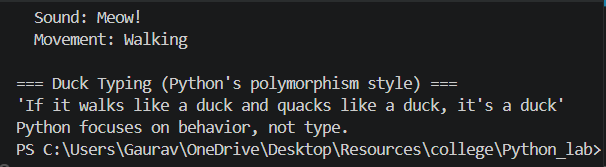 Sound: Meow!
Movement: Walking
=== Duck Typing (Python's polymorphism style) ===
'If it walks like a duck and quacks like a duck, it's a duck'
Python focuses on behavior, not type.
PS C:\Users\Gaurav\OneDrive\Desktop\Resources\college\Python_lab>